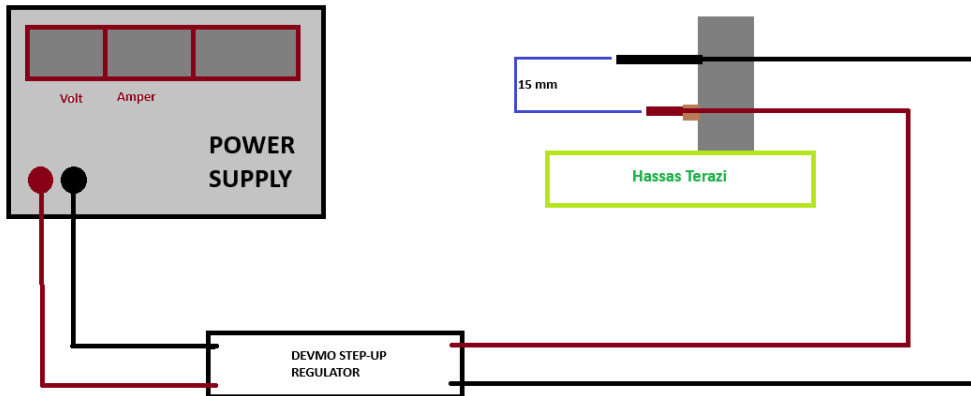 Volt
Amper
POWER
SUPPLY
15 mm
Hassas Terazi
DEVMO STEP-UP
REGULATOR